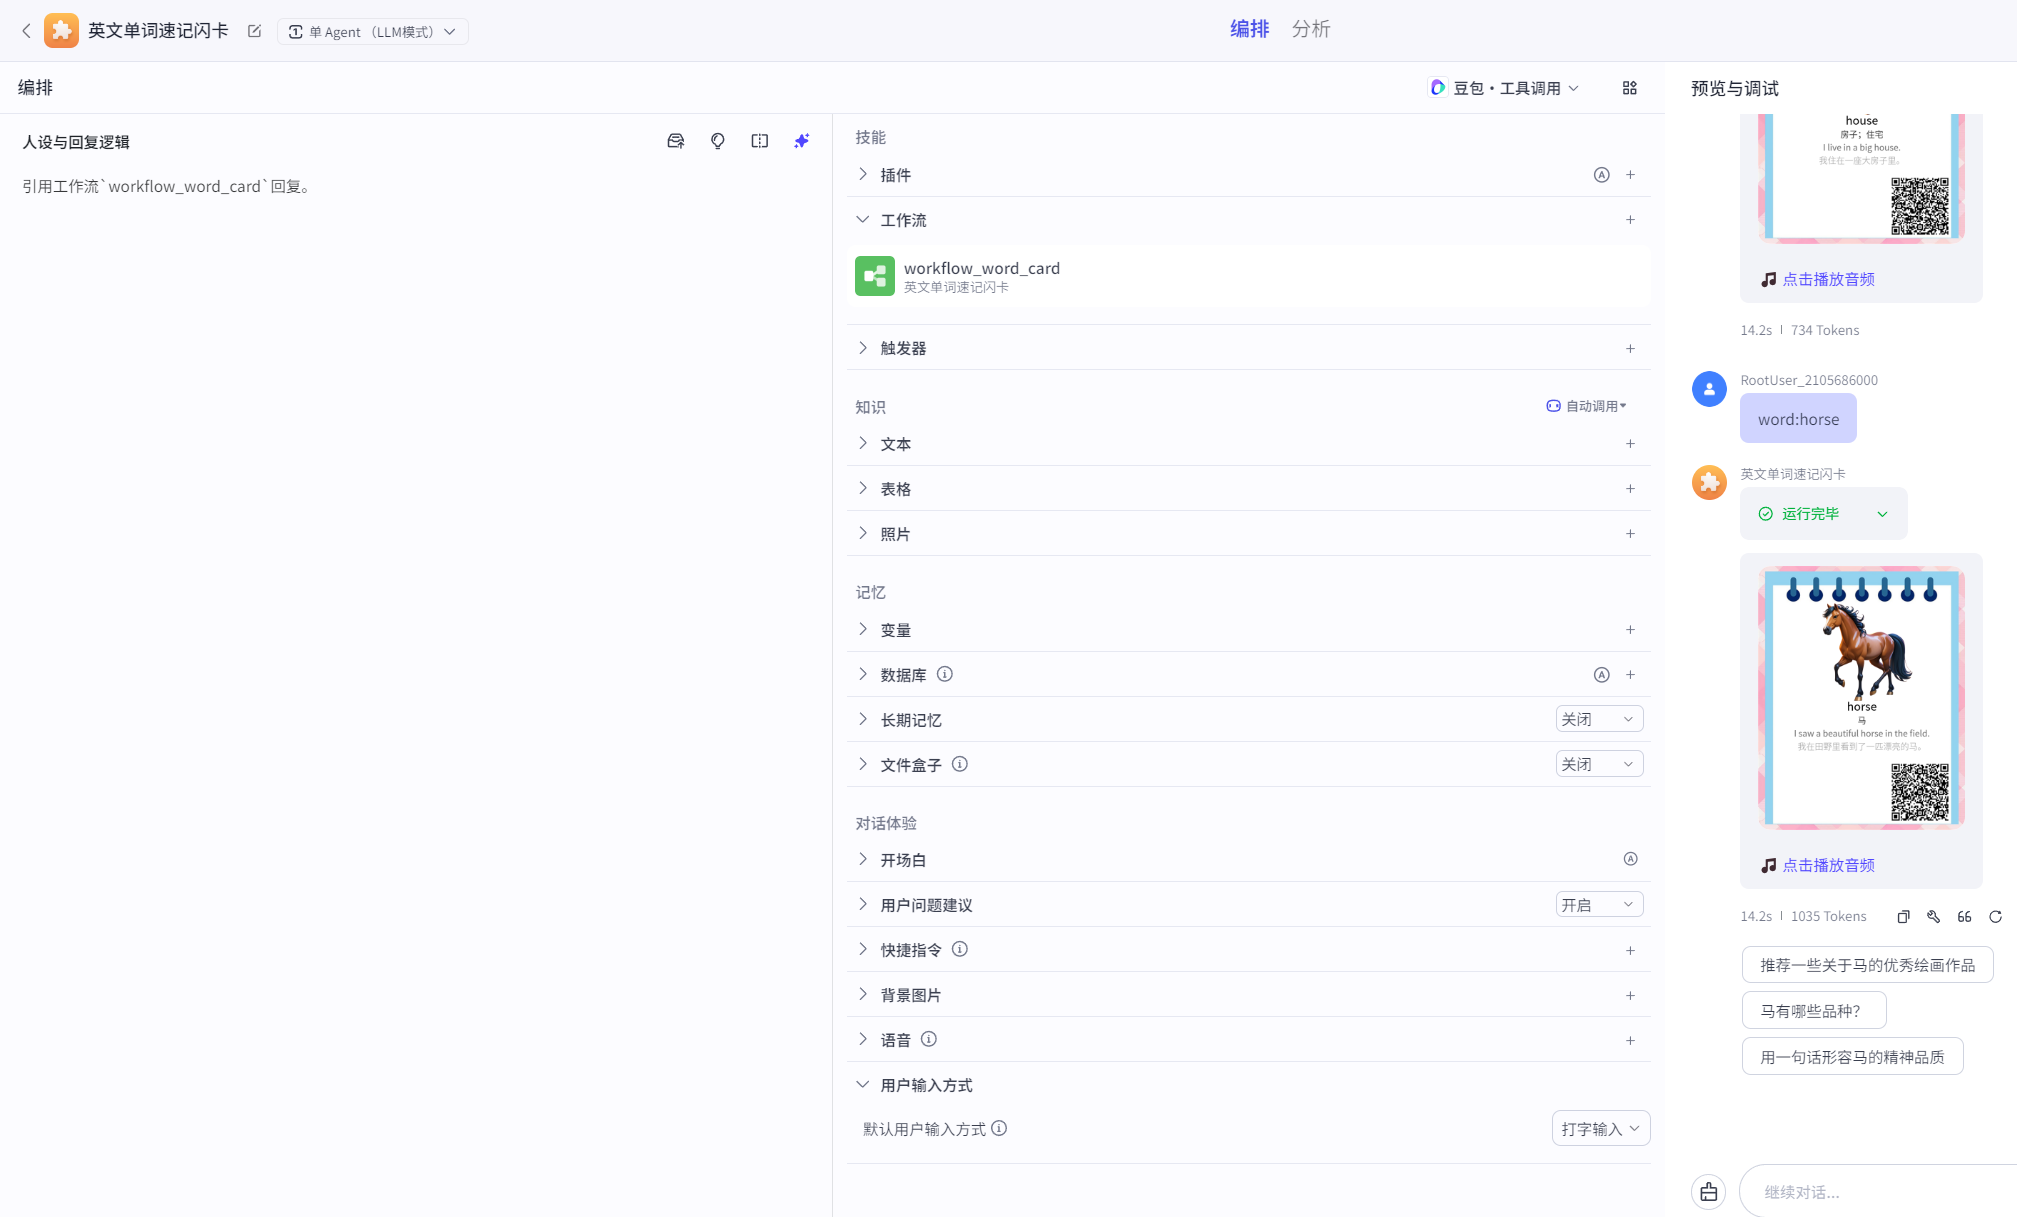 英文单词速记闪卡
单 Agent （LLM模式）
编排
分析
编排
豆包·工具调用
预览与调试
人设与回复逻辑
引用工作流`workflow_word_card`回复。
技能
插件
工作流
workflow_word_card
英文单词速记闪卡
触发器
知识
自动调用
文本
表格
照片
记忆
变量
数据库
长期记忆
关闭
文件盒子
关闭
对话体验
开场白
用户问题建议
开启
快捷指令
背景图片
语音
用户输入方式
默认用户输入方式
打字输入
house
房子；住宅
I live in a big house.
我住在一座大房子里。
点击播放音频
14.2s
734 Tokens
RootUser_2105686000
word:horse
英文单词速记闪卡
运行完毕
horse
马
I saw a beautiful horse in the field.
我在田野里看到了一匹漂亮的马。
点击播放音频
14.2s
1035 Tokens
推荐一些关于马的优秀绘画作品
马有哪些品种？
用一句话形容马的精神品质
继续对话...